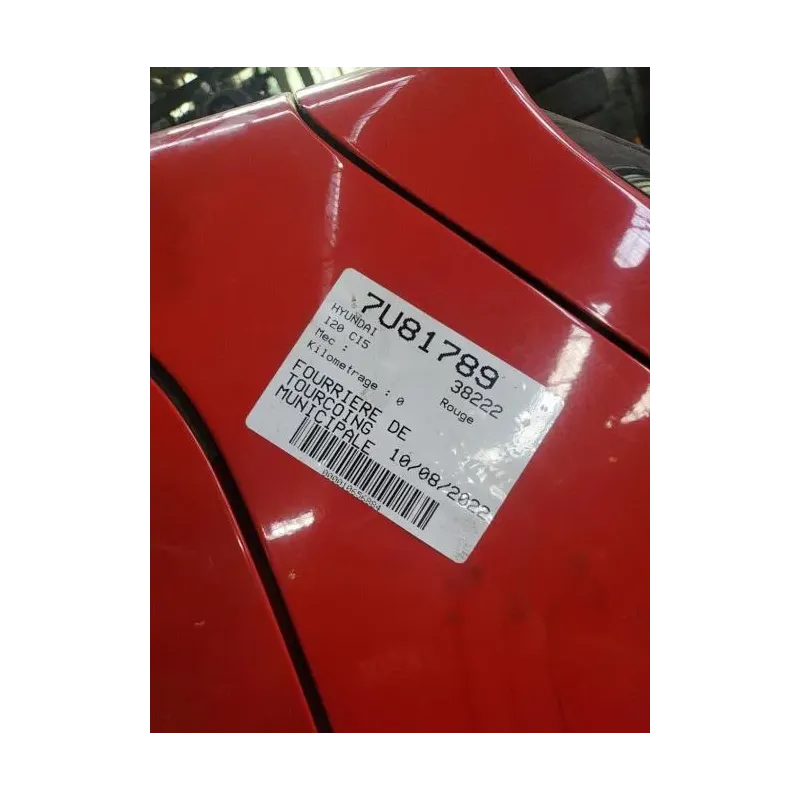 7U81789
HYUNDAI 38222
I20 CI5
Mec : Rouge
Kilometrage : 0
FOURRIERE DE
TOURCOING
MUNICIPALE 10/08/2022